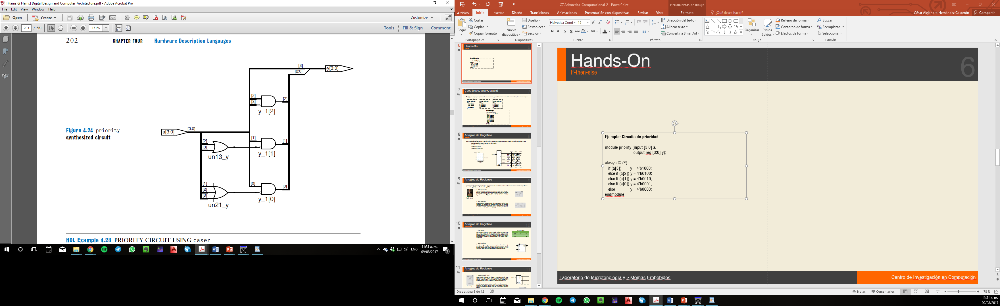 [Harris & Harris] Digital Design and Computer_Architecture.pdf - Adobe Acrobat Pro
File Edit View Window Help
Open Create Customize
203 / 561 151% Tools Fill & Sign Comment
202 CHAPTER FOUR Hardware Description Languages
[3]
[2:0]
y[3:0]
[2]
[3]
[2]
y_1[2]
a[3:0]
[3:0]
[2]
[3]
un13_y
[1]
[1]
y_1[1]
[1]
[2]
[3]
un21_y
[0]
[0]
y_1[0]
Figure 4.24 priority
synthesized circuit
HDL Example 4.28 PRIORITY CIRCUIT USING casez
ENG
11:31 a. m.
09/08/2017
2
C7.Aritmetica-Computacional-2 - PowerPoint
Herramientas de dibujo
Archivo Inicio Insertar Diseño Transiciones Animaciones Presentación con diapositivas Revisar Vista Formato ¿Qué desea hacer?
César Alejandro Hernández Calderón Compartir
Pegar
Cortar
Copiar
Copiar formato
Portapapeles
Nueva
diapositiva
Diseño
Restablecer
Sección
Diapositivas
Helvetica Cond 15
N K S S abc AV Aa A
Fuente
Párrafo
Dirección del texto
Alinear texto
Convertir a SmartArt
Organizar
Estilos
rápidos
Relleno de forma
Contorno de forma
Efectos de forma
Dibujo
Buscar
Reemplazar
Seleccionar
Edición
6
Hands-On
7
Case (case, casex, casez)
8
Arreglos de Registros
9
Arreglos de Registros
10
Arreglos de Registros
11
Arreglos de Registros
Hands-On
If-then-else
6
Ejemplo: Circuito de prioridad
module priority (input [3:0] a,
output reg [3:0] y);
always @ (*)
if (a[3]) y = 4'b1000;
else if (a[2]) y = 4'b0100;
else if (a[1]) y = 4'b0010;
else if (a[0]) y = 4'b0001;
else y = 4'b0000;
endmodule
Laboratorio de Microtenología y Sistemas Embebidos
Centro de Investigación en Computación
Diapositiva 6 de 12
Notas Comentarios 78 %
11:31 a. m.
09/08/2017